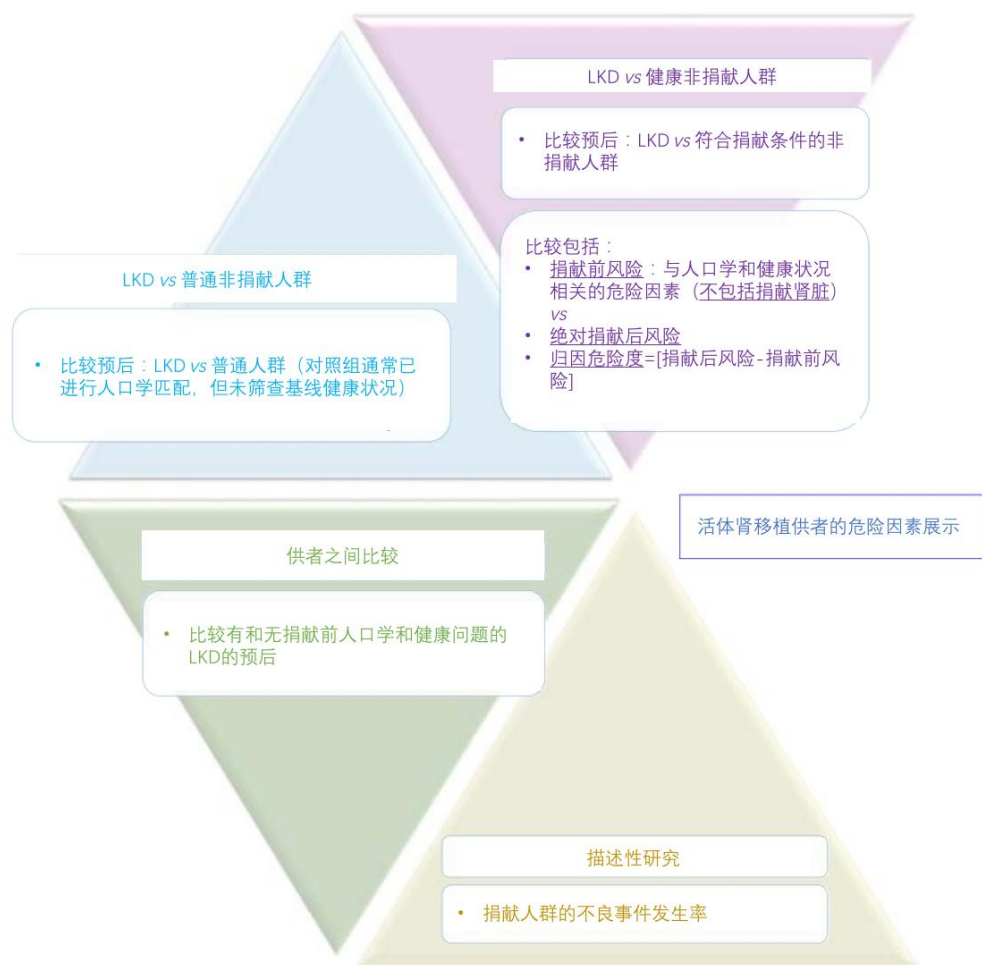 LKD vs 健康非捐献人群
• 比较预后：LKD vs 符合捐献条件的非
捐献人群
比较包括：
• 捐献前风险：与人口学和健康状况
相关的危险因素（不包括捐献肾脏）
vs
• 绝对捐献后风险
• 归因危险度=[捐献后风险-捐献前风
险]
LKD vs 普通非捐献人群
• 比较预后：LKD vs 普通人群（对照组通常已
进行人口学匹配，但未筛查基线健康状况）
活体肾移植供者的危险因素展示
供者之间比较
• 比较有和无捐献前人口学和健康问题的
LKD的预后
描述性研究
• 捐献人群的不良事件发生率